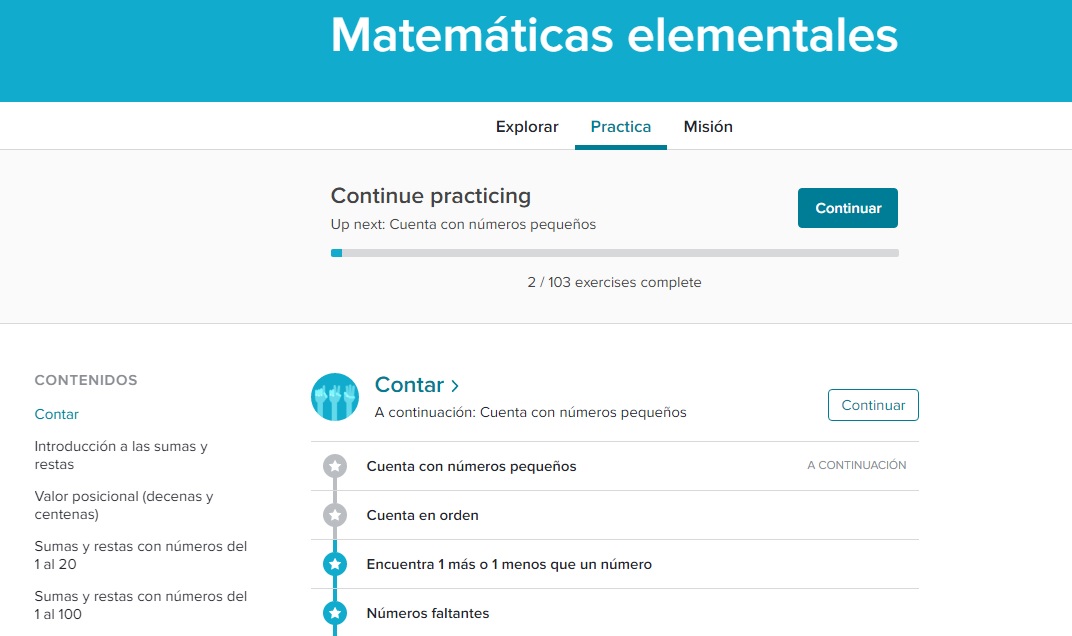 Matemáticas elementales
Explorar
Practica
Misión
Continue practicing
Up next: Cuenta con números pequeños
Continuar
2 / 103 exercises complete
CONTENIDOS
Contar
Introducción a las sumas y
restas
Valor posicional (decenas y
centenas)
Sumas y restas con números del
1 al 20
Sumas y restas con números del
1 al 100
Contar >
A continuación: Cuenta con números pequeños
Continuar
Cuenta con números pequeños
A CONTINUACIÓN
Cuenta en orden
Encuentra 1 más o 1 menos que un número
Números faltantes